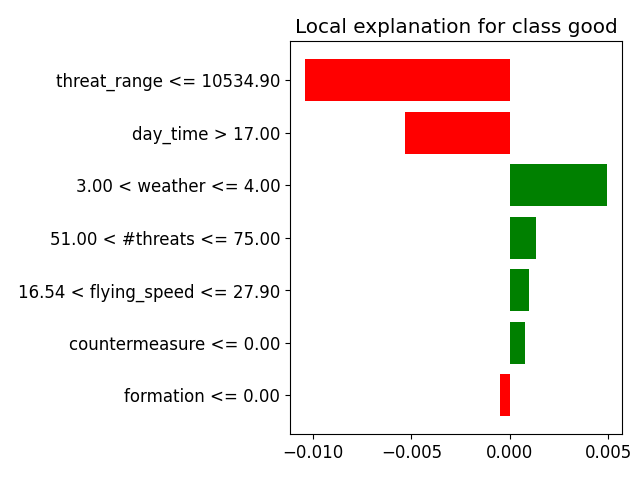 Local explanation for class good
threat_range <= 10534.90
day_time > 17.00
3.00 < weather <= 4.00
51.00 < #threats <= 75.00
16.54 < flying_speed <= 27.90
countermeasure <= 0.00
formation <= 0.00
−0.010 −0.005 0.000 0.005